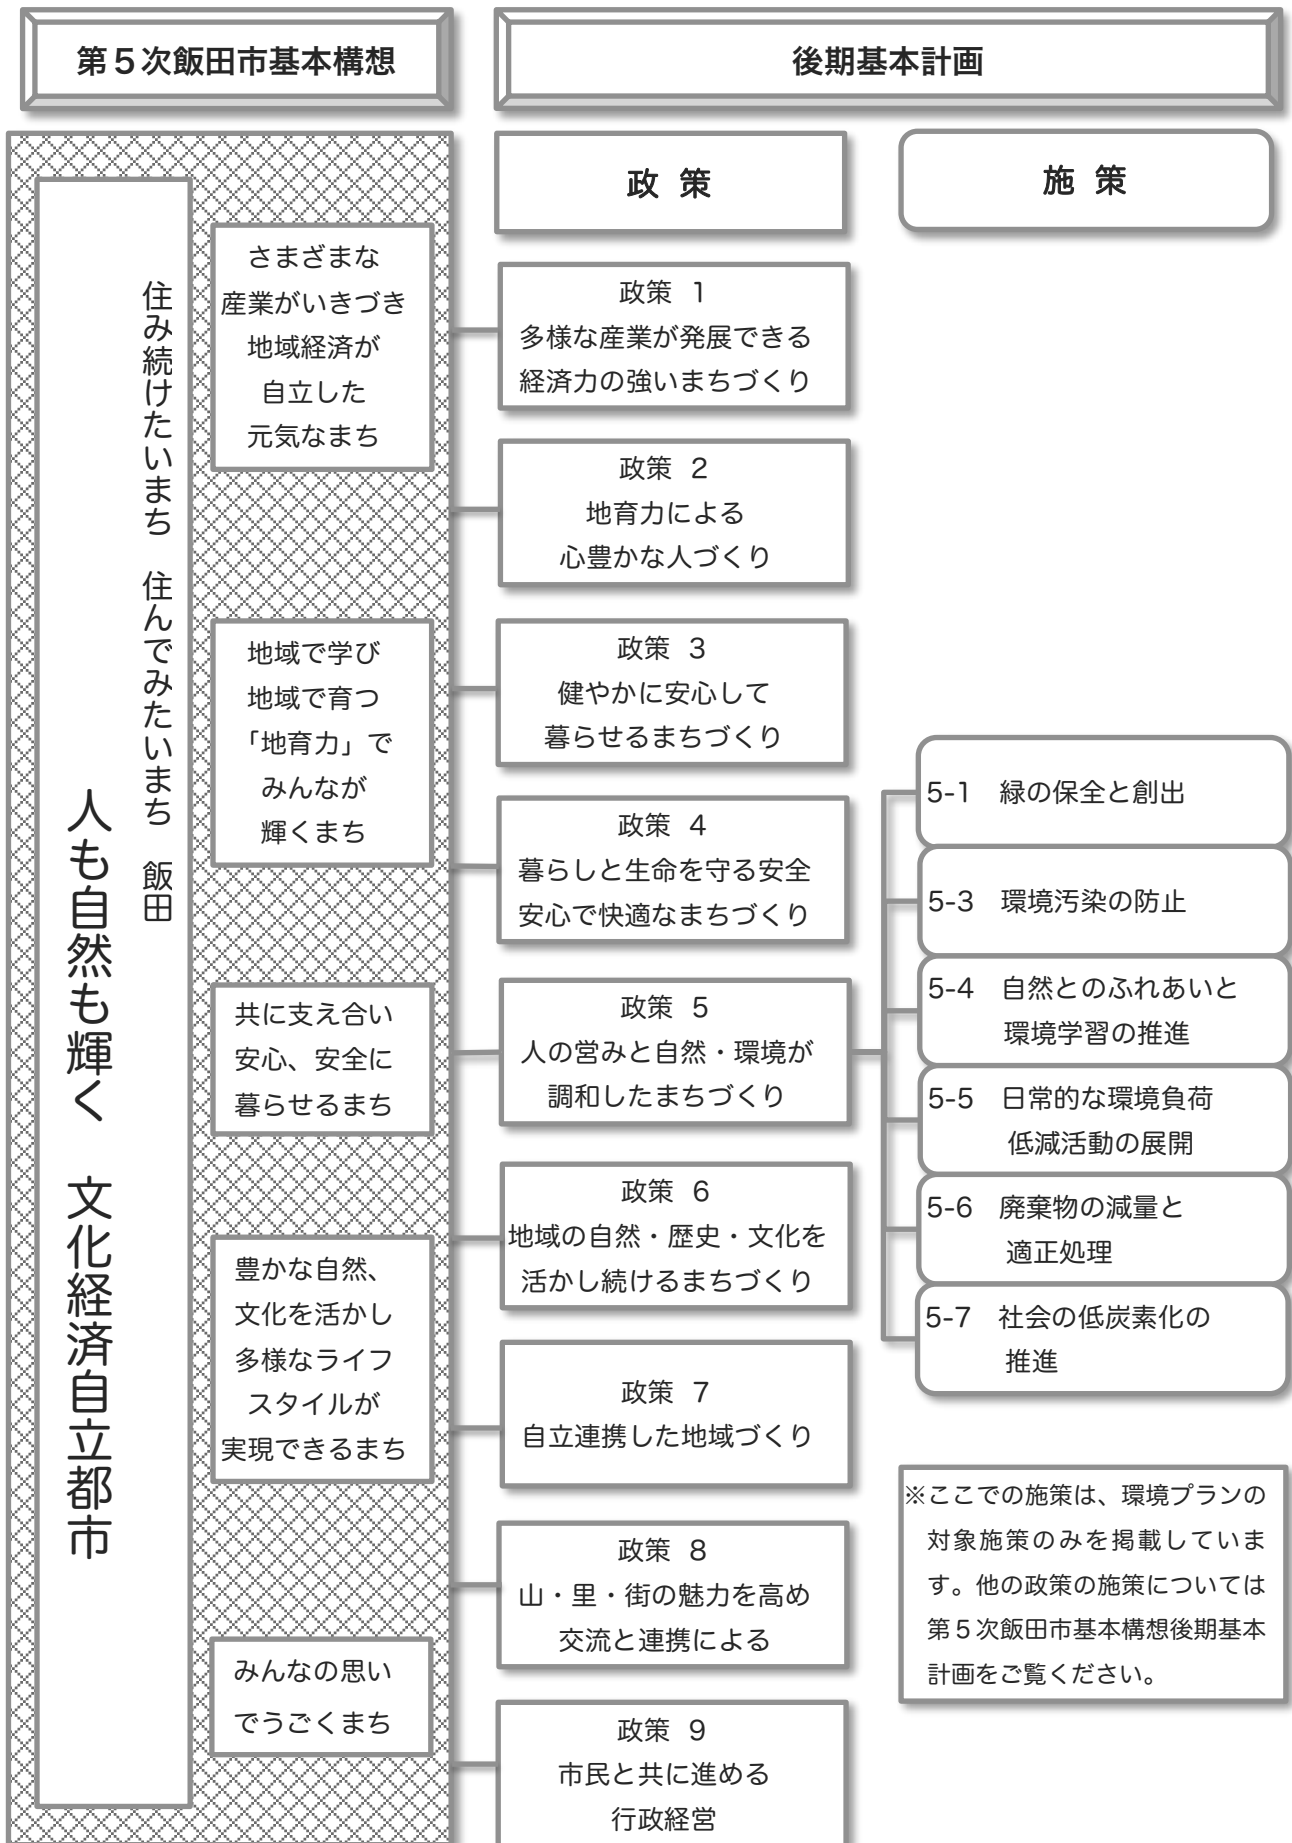 第５次飯田市基本構想
後期基本計画
政 策
施 策
住み続けたいまち　住んでみたいまち　飯田
人も自然も輝く　文化経済自立都市
さまざまな
産業がいきづき
地域経済が
自立した
元気なまち
地域で学び
地域で育つ
「地育力」で
みんなが
輝くまち
共に支え合い
安心、安全に
暮らせるまち
豊かな自然、
文化を活かし
多様なライフ
スタイルが
実現できるまち
みんなの思い
でうごくまち
政策 1
多様な産業が発展できる
経済力の強いまちづくり
政策 2
地育力による
心豊かな人づくり
政策 3
健やかに安心して
暮らせるまちづくり
政策 4
暮らしと生命を守る安全
安心で快適なまちづくり
政策 5
人の営みと自然・環境が
調和したまちづくり
政策 6
地域の自然・歴史・文化を
活かし続けるまちづくり
政策 7
自立連携した地域づくり
政策 8
山・里・街の魅力を高め
交流と連携による
政策 9
市民と共に進める
行政経営
5-1　緑の保全と創出
5-3　環境汚染の防止
5-4　自然とのふれあいと
環境学習の推進
5-5　日常的な環境負荷
低減活動の展開
5-6　廃棄物の減量と
適正処理
5-7　社会の低炭素化の
推進
※ここでの施策は、環境プランの
対象施策のみを掲載していま
す。他の政策の施策については
第５次飯田市基本構想後期基本
計画をご覧ください。